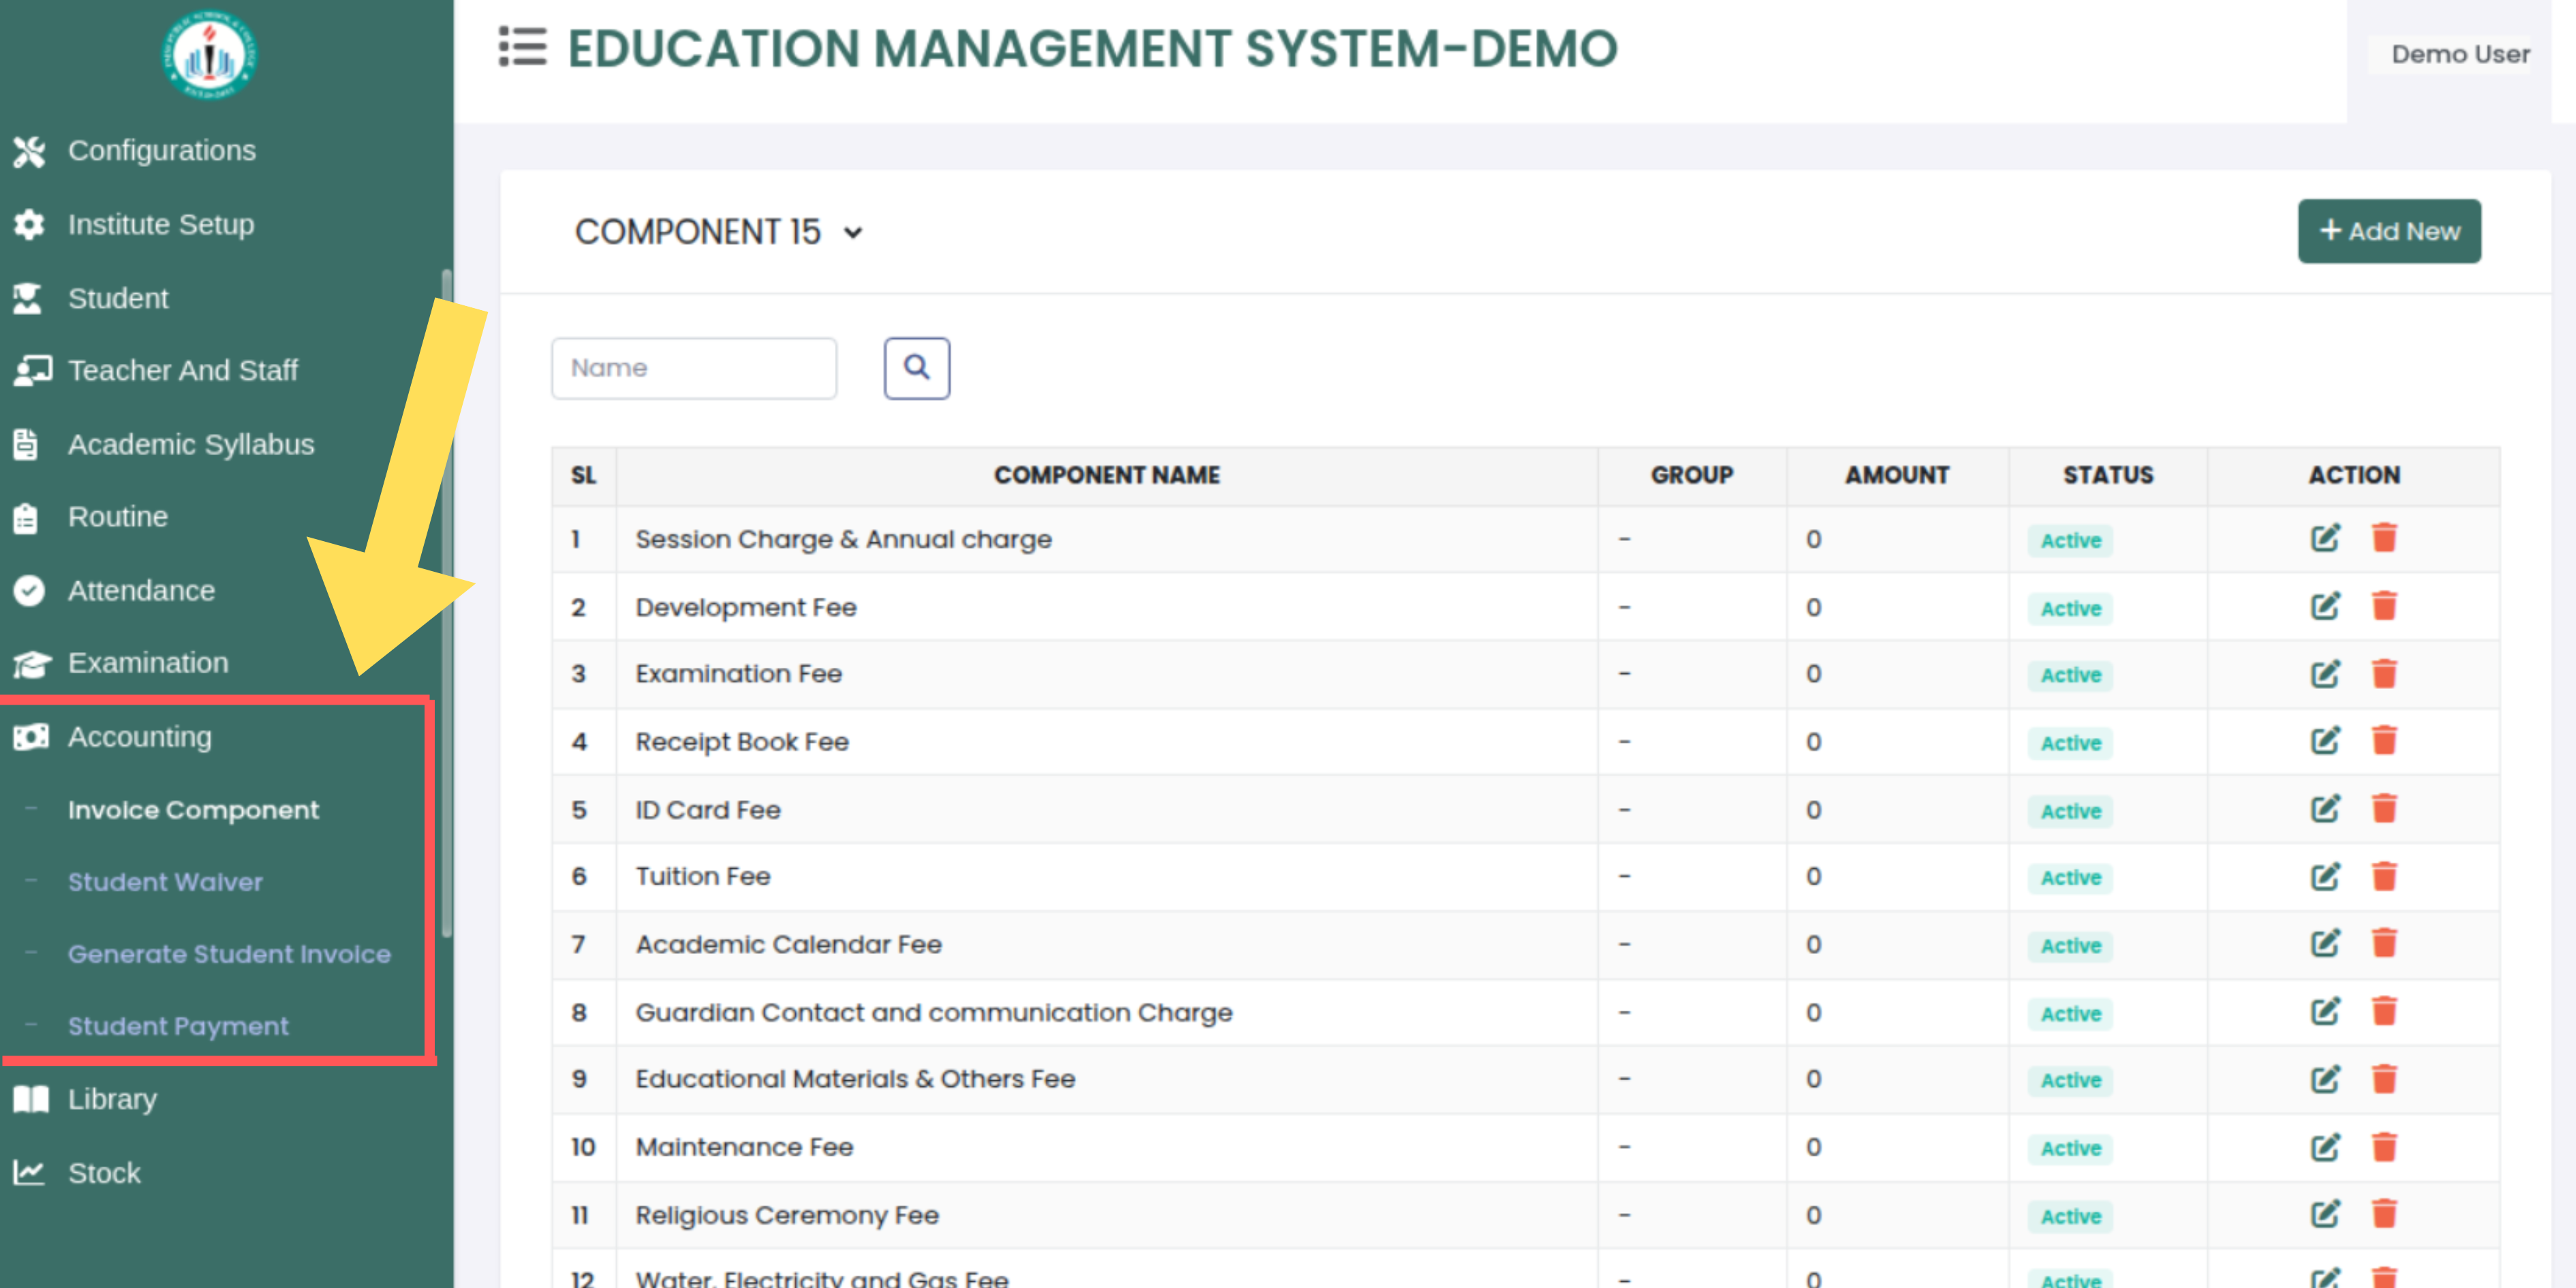 EDUCATION MANAGEMENT SYSTEM-DEMO
Demo User
Configurations
Institute Setup
Student
Teacher And Staff
Academic Syllabus
Routine
Attendance
Examination
Accounting
- Invoice Component
- Student Waiver
- Generate Student Invoice
- Student Payment
Library
Stock
COMPONENT 15
+ Add New
Name
SL COMPONENT NAME GROUP AMOUNT STATUS ACTION
1 Session Charge & Annual charge - 0 Active
2 Development Fee - 0 Active
3 Examination Fee - 0 Active
4 Receipt Book Fee - 0 Active
5 ID Card Fee - 0 Active
6 Tuition Fee - 0 Active
7 Academic Calendar Fee - 0 Active
8 Guardian Contact and communication Charge - 0 Active
9 Educational Materials & Others Fee - 0 Active
10 Maintenance Fee - 0 Active
11 Religious Ceremony Fee - 0 Active
12 Water, Electricity and Gas Fee - 0 Active